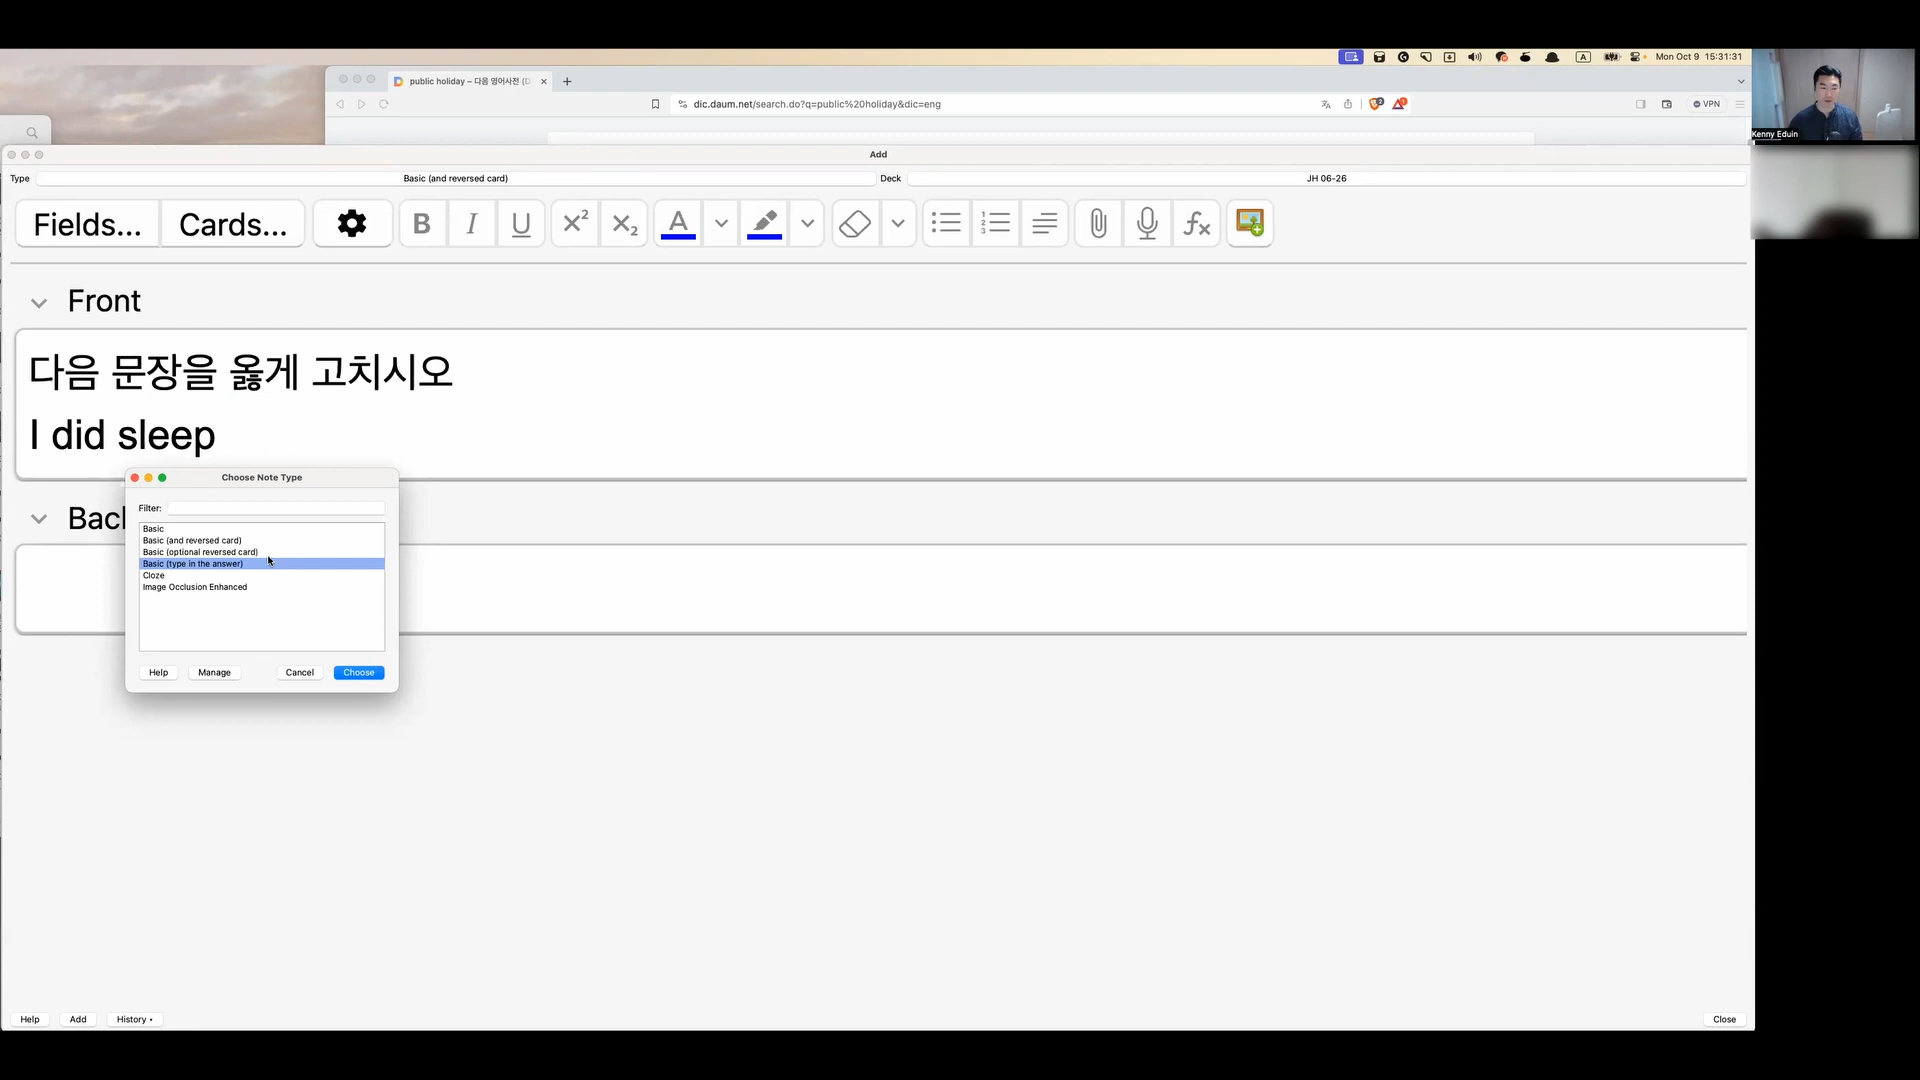 Mon Oct 9 15:31:31
public holiday – 다음 영어사전 (D
dic.daum.net/search.do?q=public%20holiday&dic=eng
VPN
Kenny Eduin
Add
Type
Basic (and reversed card)
Deck
JH 06-26
Fields...
Cards...
Front
다음 문장을 옳게 고치시오
I did sleep
Choose Note Type
Filter:
Bac
Basic
Basic (and reversed card)
Basic (optional reversed card)
Basic (type in the answer)
Cloze
Image Occlusion Enhanced
Help
Manage
Cancel
Choose
Help
Add
History
Close